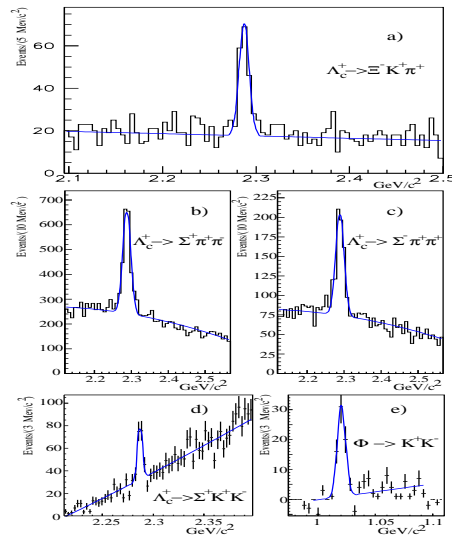 Events/(5 Mev/c²)
60
40
20
0
a)
Λc⁺–>Ξ⁻K⁺π⁺
2.1 2.2 2.3 2.4 2.5
GeV/c²
Events/(10 Mev/c²)
700
600
500
400
300
200
100
0
b)
Λc⁺–> Σ⁺π⁺π⁻
2.2 2.3 2.4 2.5
GeV/c²
Events/(10 Mev/c²)
225
200
175
150
125
100
75
50
25
0
c)
Λc⁺–> Σ⁻π⁺π⁺
2.2 2.3 2.4 2.5
GeV/c²
Events/(3 Mev/c²)
100
80
60
40
20
0
d)
Λc⁺–>Σ⁺K⁺K⁻
2.25 2.3 2.35
GeV/c²
Events/(3 Mev/c²)
30
20
10
0
e)
Φ –> K⁺K⁻
1 1.05 1.1
GeV/c²